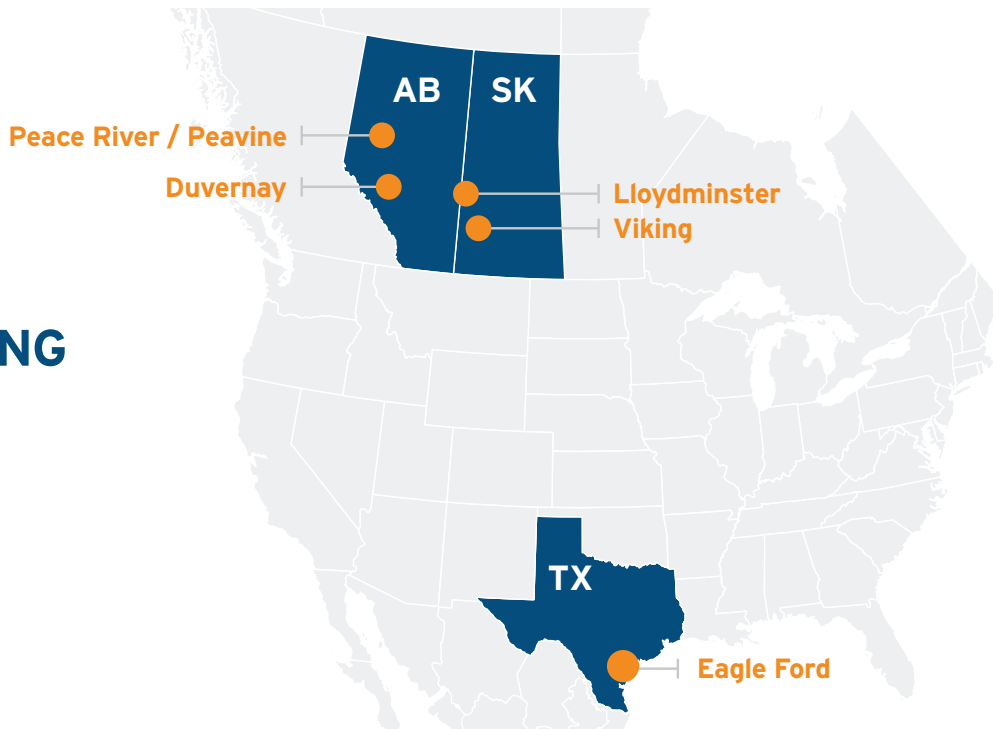 AB
SK
Peace River / Peavine
Duvernay
Lloydminster
Viking
NG
TX
Eagle Ford